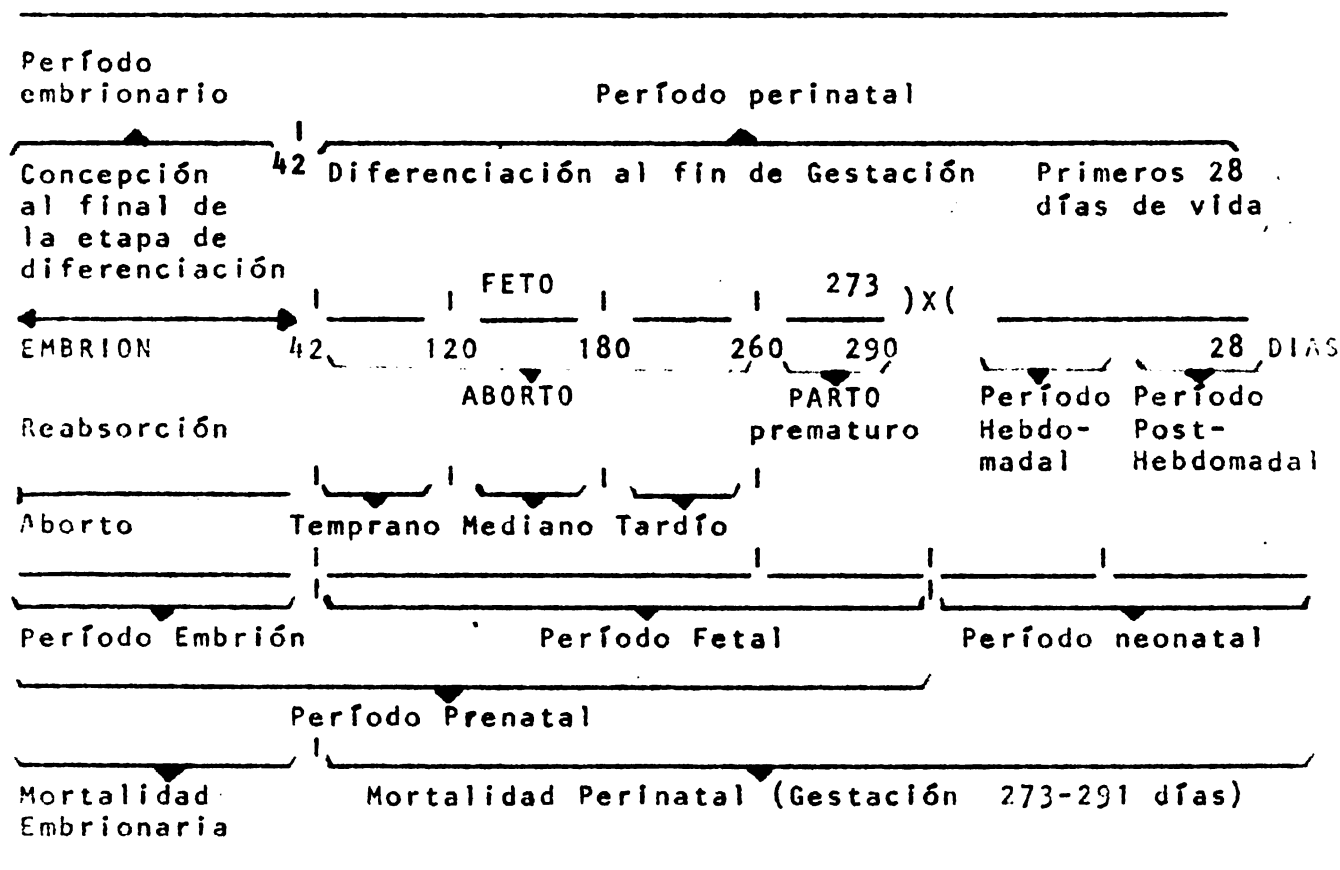 Período
embrionario Período perinatal
42
Concepción Diferenciación al fin de Gestación Primeros 28
al final de días de vida
la etapa de
diferenciación
FETO 273 )X(
EMBRION 42 120 180 260 290 28 DIAS
ABORTO PARTO Período Período
Reabsorción prematuro Hebdo- Post-
madal Hebdomadal
Aborto Temprano Mediano Tardío
Período Embrión Período Fetal Período neonatal
Período Prenatal
Mortalidad Mortalidad Perinatal (Gestación 273-291 días)
Embrionaria